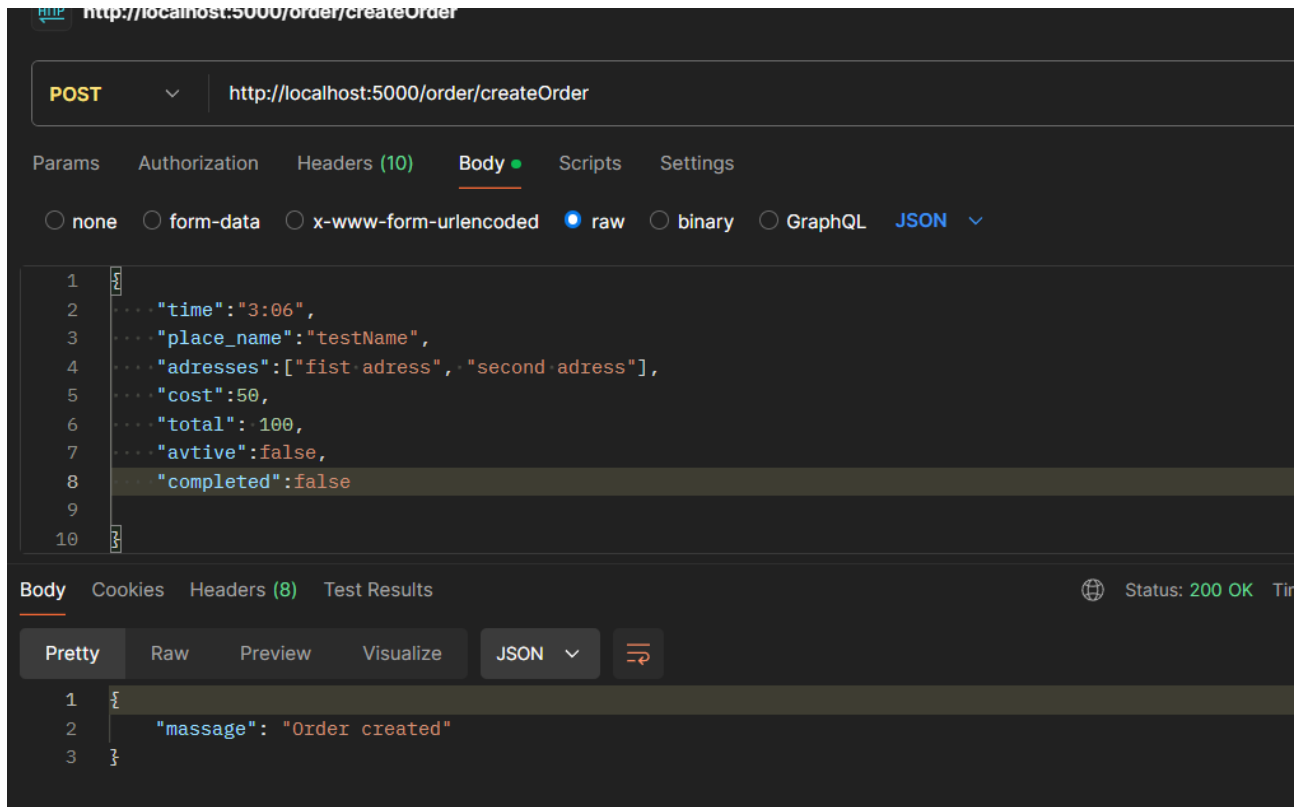 HTTP http://localhost:5000/order/createOrder
POST http://localhost:5000/order/createOrder
Params Authorization Headers (10) Body Scripts Settings
none form-data x-www-form-urlencoded raw binary GraphQL JSON
1 {
2 "time":"3:06",
3 "place_name":"testName",
4 "adresses":["fist adress", "second adress"],
5 "cost":50,
6 "total": 100,
7 "avtive":false,
8 "completed":false
9
10 }
Body Cookies Headers (8) Test Results Status: 200 OK
Pretty Raw Preview Visualize JSON
1 {
2 "massage": "Order created"
3 }